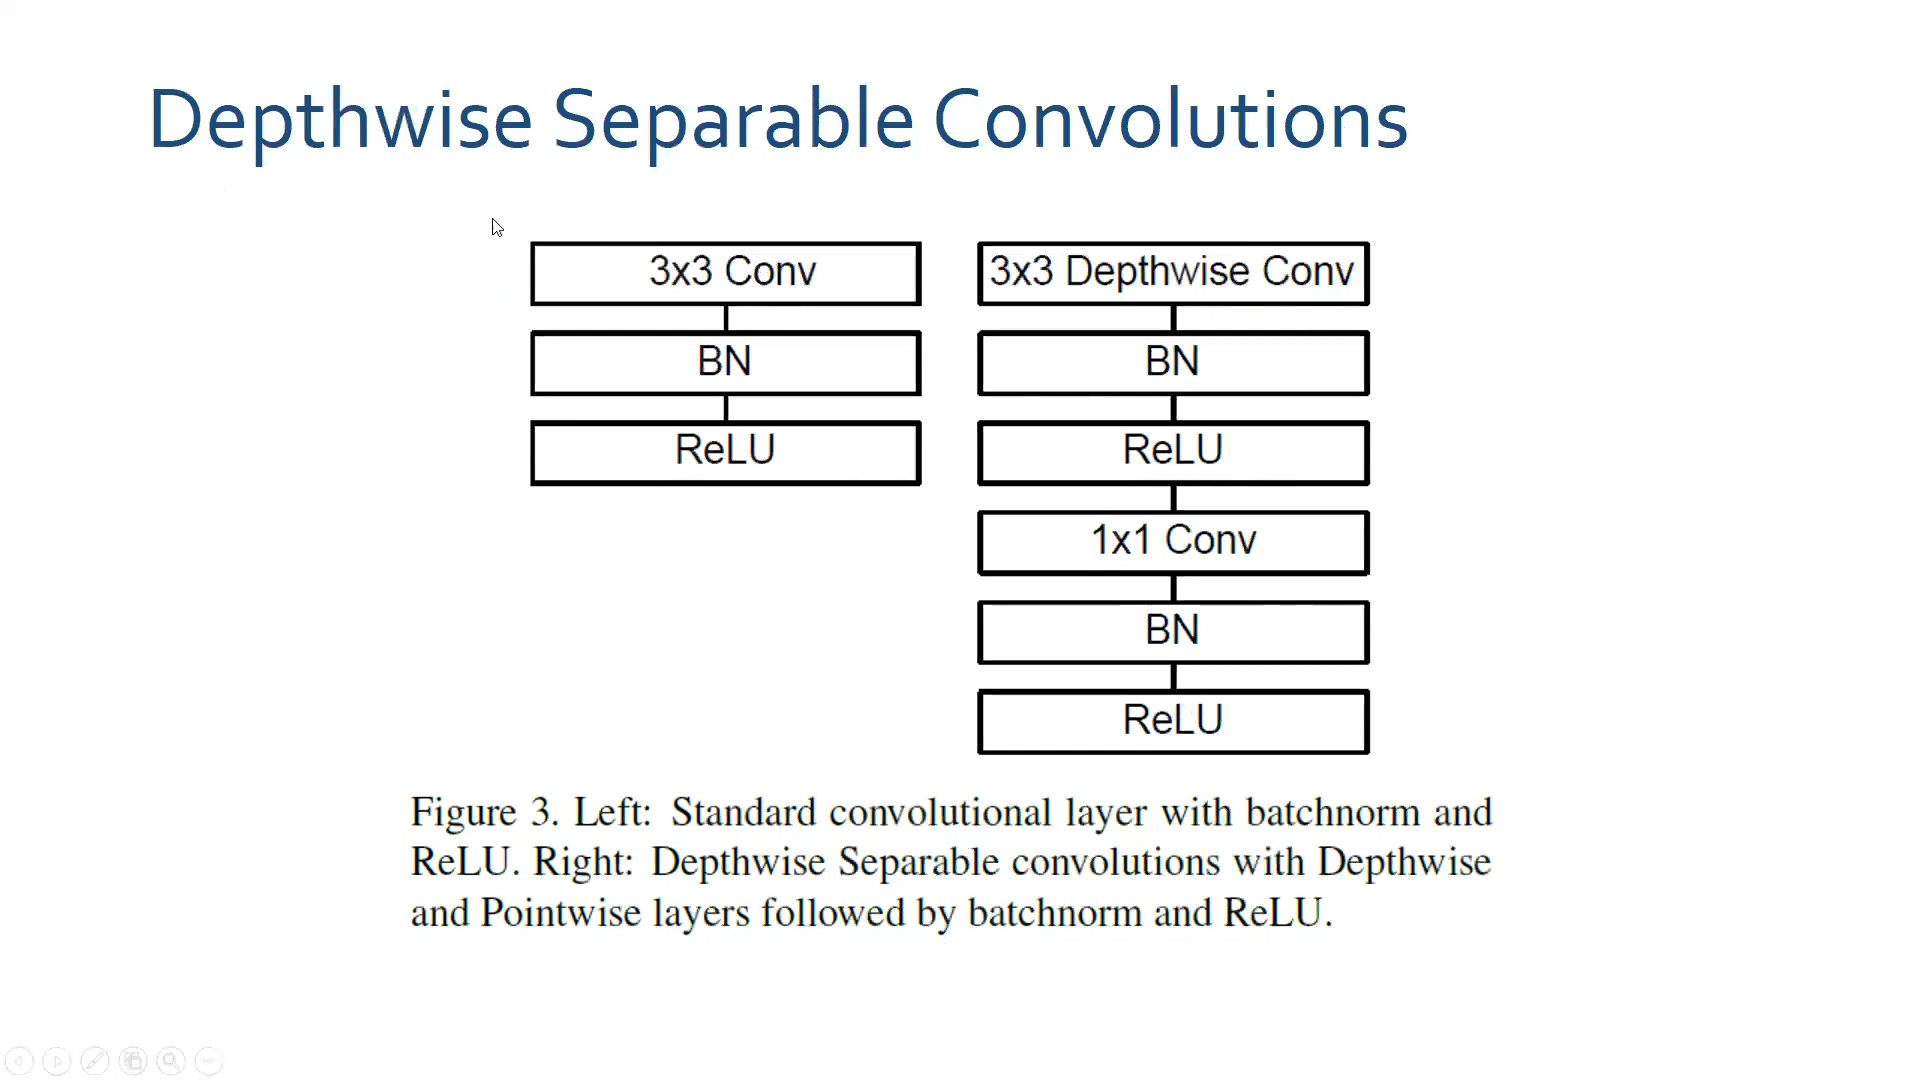 Depthwise Separable Convolutions
3x3 Conv
BN
ReLU
3x3 Depthwise Conv
BN
ReLU
1x1 Conv
BN
ReLU
Figure 3. Left: Standard convolutional layer with batchnorm and
ReLU. Right: Depthwise Separable convolutions with Depthwise
and Pointwise layers followed by batchnorm and ReLU.